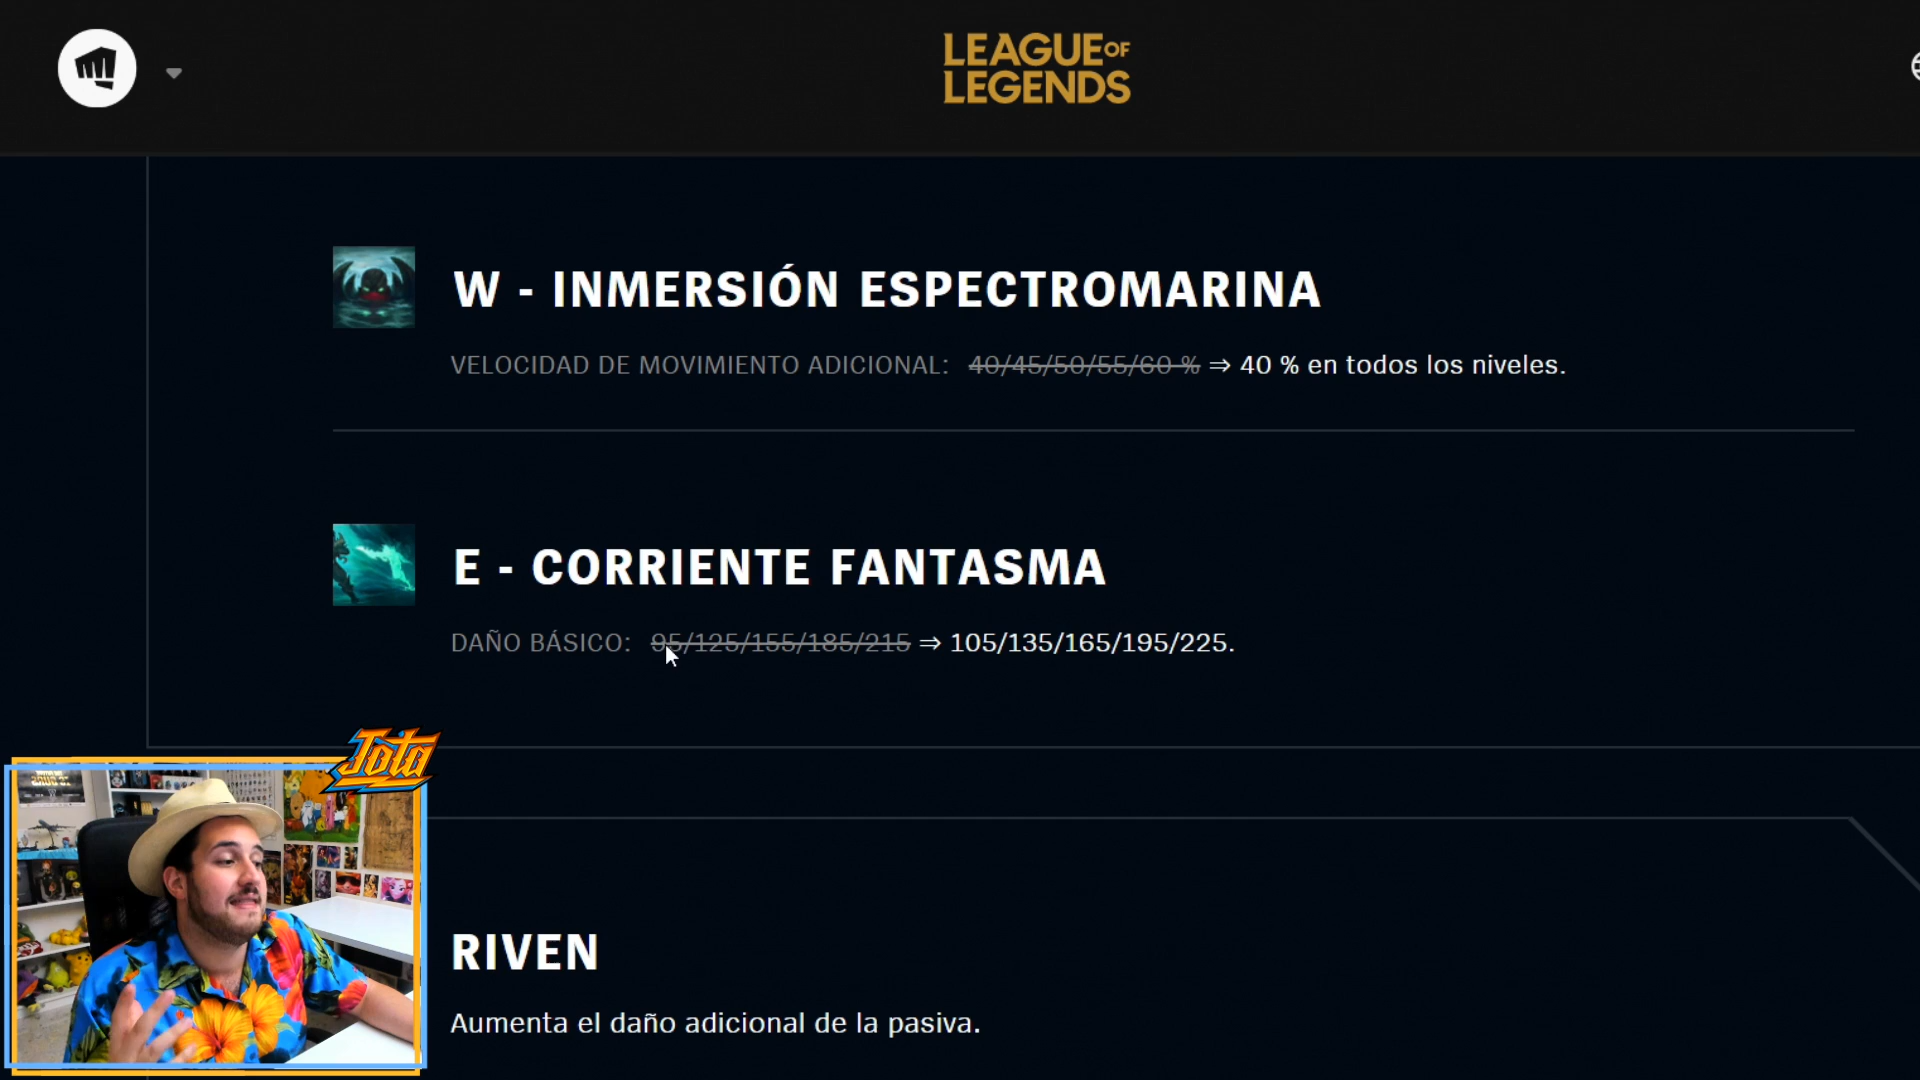 LEAGUE OF
LEGENDS
W - INMERSIÓN ESPECTROMARINA
VELOCIDAD DE MOVIMIENTO ADICIONAL: 40/45/50/55/60 % ⇒ 40 % en todos los niveles.
E - CORRIENTE FANTASMA
DAÑO BÁSICO: 95/125/155/185/215 ⇒ 105/135/165/195/225.
Jota
RIVEN
Aumenta el daño adicional de la pasiva.